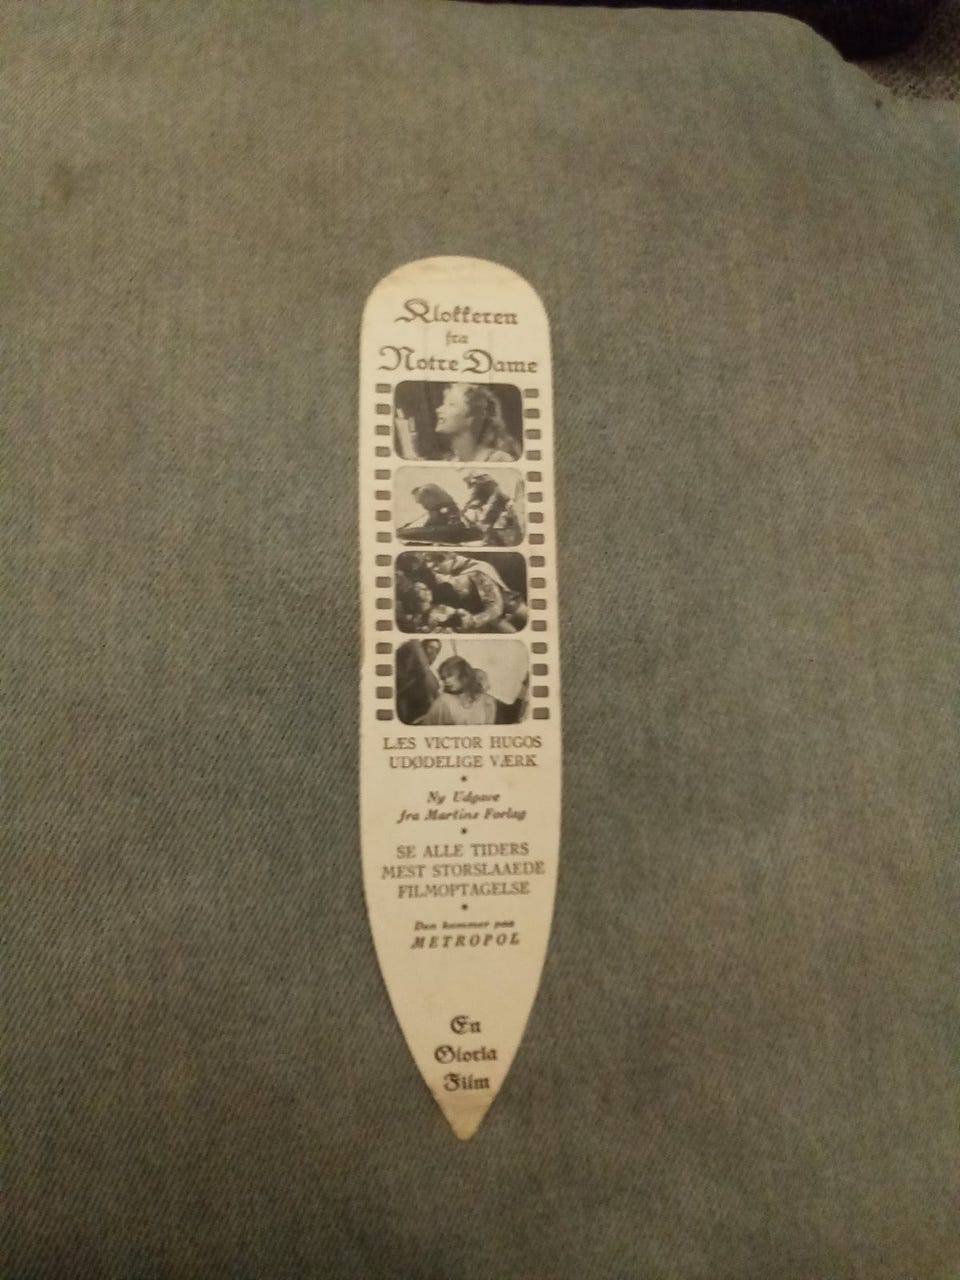 Klokkeren
fra
Notre Dame
LÆS VICTOR HUGOS
UDØDELIGE VÆRK
Ny Udgave
fra Martins Forlag
SE ALLE TIDERS
MEST STORSLAAEDE
FILMOPTAGELSE
Den kommer paa
METROPOL
En
Gloria
Film